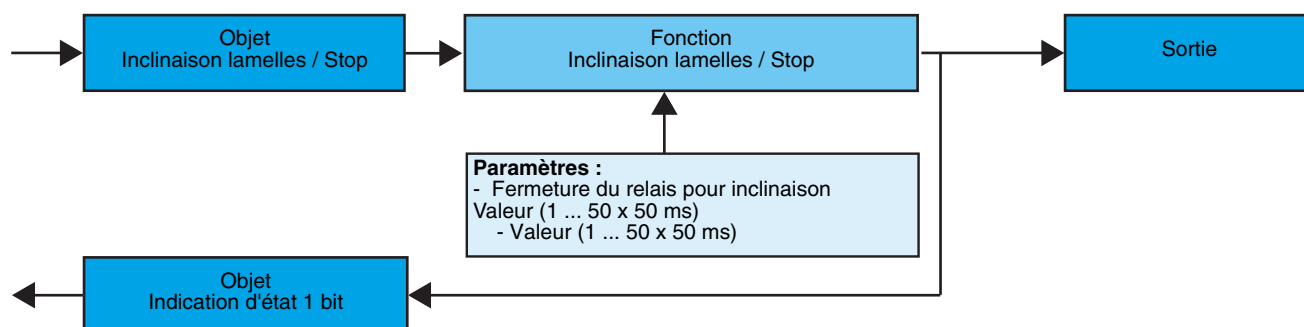 Objet
Inclinaison lamelles / Stop
Fonction
Inclinaison lamelles / Stop
Sortie
Paramètres :
- Fermeture du relais pour inclinaison
Valeur (1 ... 50 x 50 ms)
- Valeur (1 ... 50 x 50 ms)
Objet
Indication d'état 1 bit